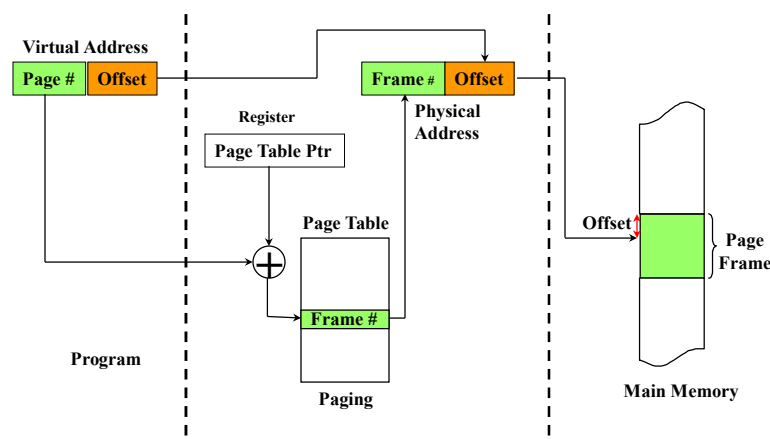 Virtual Address
Page #
Offset
Frame #
Offset
Physical
Address
Register
Page Table Ptr
Page Table
Offset
Page
Frame
+
Frame #
Program
Paging
Main Memory